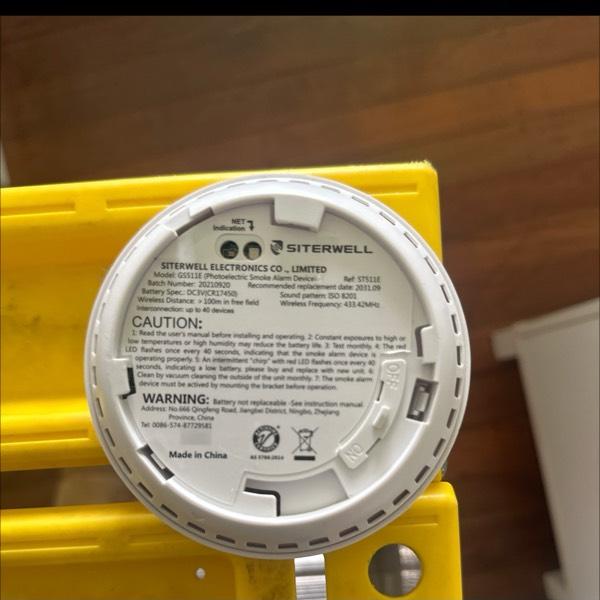 NET
Indication
SITERWELL
SITERWELL ELECTRONICS CO ., LIMITED
Model: GS511E (Photoelectric Smoke Alarm Device) Ref: ST511E
Batch Number: 20210920 Recommended replacement date: 2031.09
Battery Spec: DC3V(CR17450) Sound pattern: ISO 8201
Wireless Distance: >100m in free field Wireless Frequency: 433.42MHz
Interconnection: up to 40 devices
CAUTION:
1: Read the user's manual before installing and operating. 2: Constant exposures to high or
low temperatures or high humidity may reduce the battery life. 3: Test monthly. 4: The red
LED flashes once every 40 seconds, indicating that the smoke alarm device is
operating properly. 5: An intermittent "chirp" with red LED flashes once every 40
seconds, indicating a low battery, please buy and replace with new unit. 6:
Clean by vacuum cleaning the outside of the unit monthly. 7: The smoke alarm
device must be actived by mounting the bracket before operation.
WARNING: Battery not replaceable -See instruction manual.
Address: No.666 Qingfeng Road, Jiangbei District, Ningbo, Zhejiang
Province, China
Tel: 0086-574-87729581
Made in China
AS 3786:2014
OFF
ON